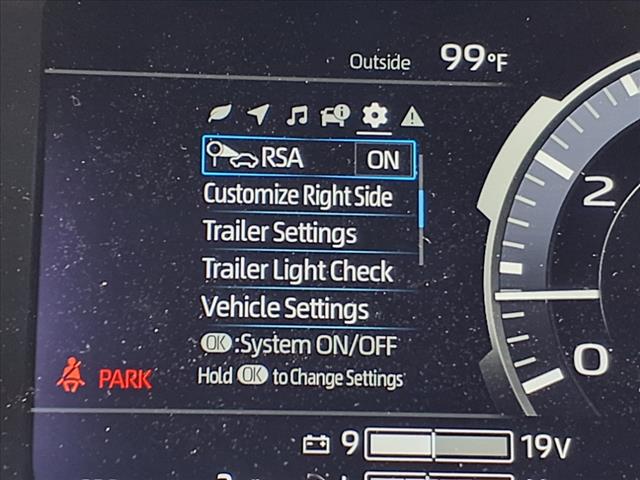 Outside 99°F
RSA ON
Customize Right Side
Trailer Settings
Trailer Light Check
Vehicle Settings
OK :System ON/OFF
Hold OK to Change Settings
PARK
2
0
9 19V